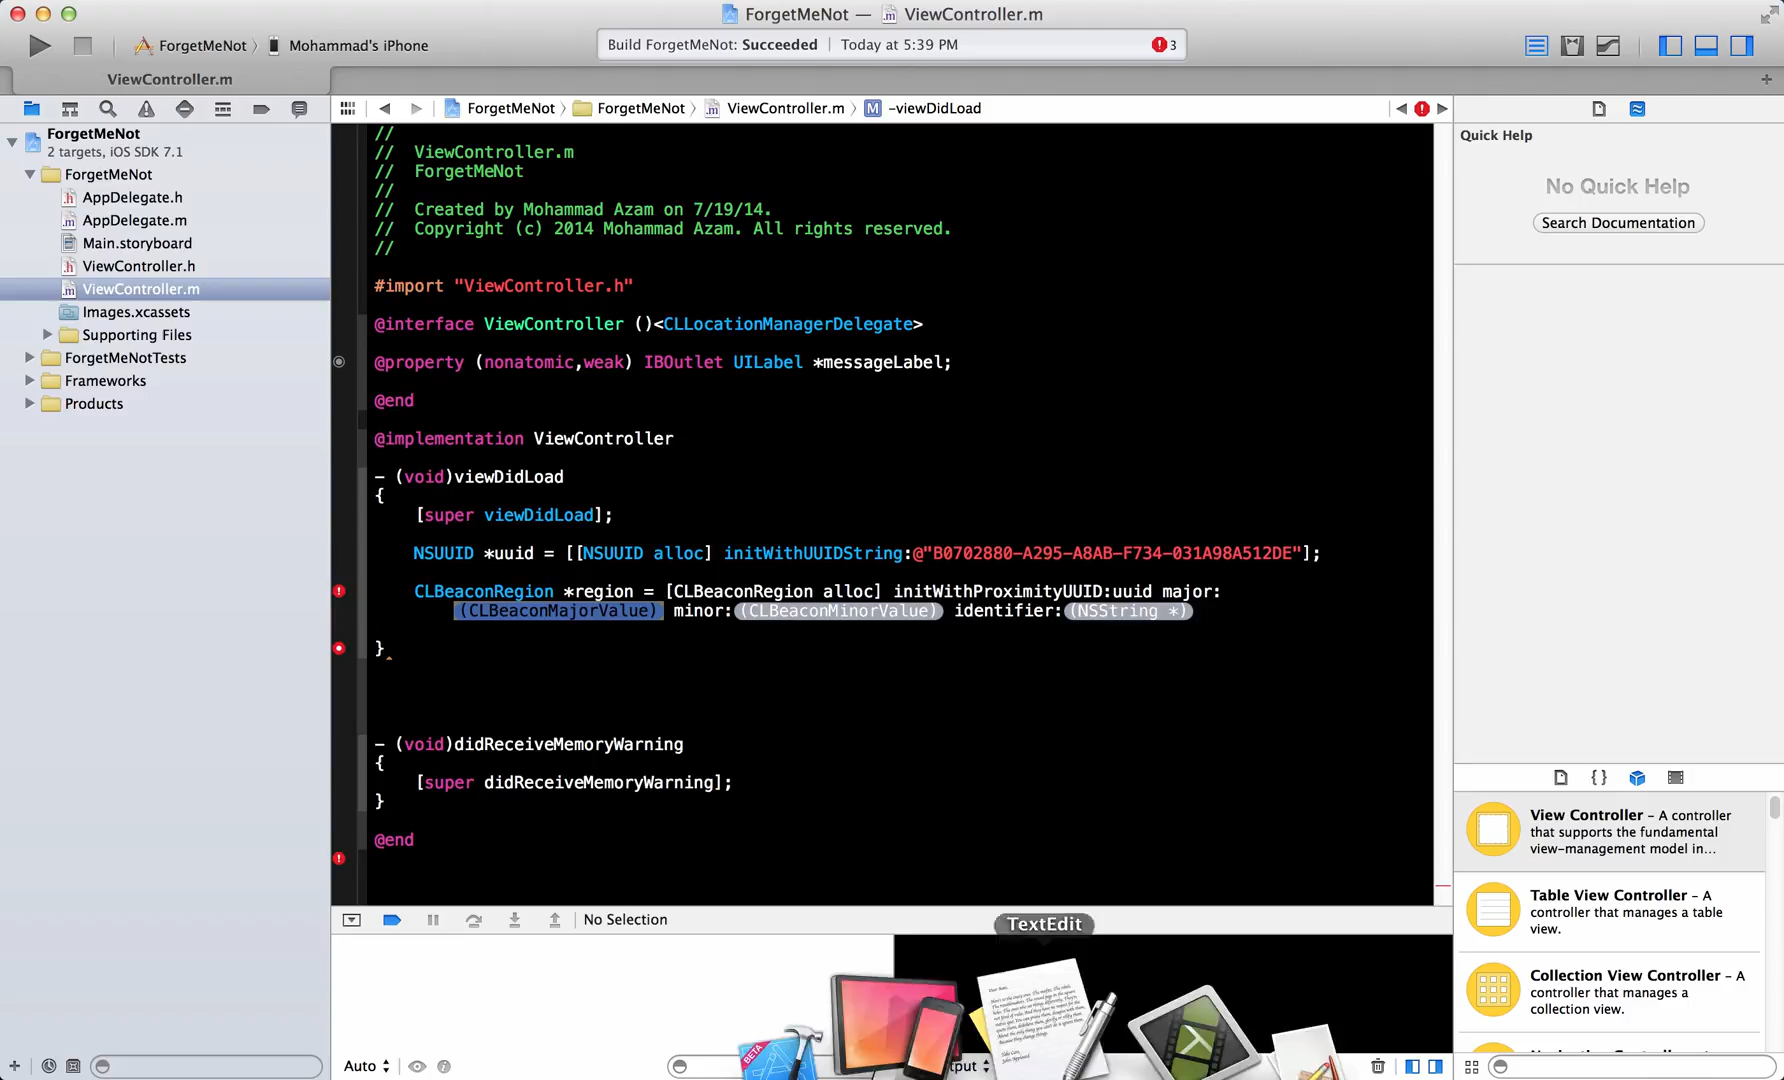 ForgetMeNot — ViewController.m
ForgetMeNot
Mohammad's iPhone
Build ForgetMeNot: Succeeded | Today at 5:39 PM
3
ViewController.m
ForgetMeNot
2 targets, iOS SDK 7.1
ForgetMeNot
AppDelegate.h
AppDelegate.m
Main.storyboard
ViewController.h
ViewController.m
Images.xcassets
Supporting Files
ForgetMeNotTests
Frameworks
Products
ForgetMeNot
ForgetMeNot
ViewController.m
M -viewDidLoad
//
// ViewController.m
// ForgetMeNot
//
// Created by Mohammad Azam on 7/19/14.
// Copyright (c) 2014 Mohammad Azam. All rights reserved.
//
#import "ViewController.h"
@interface ViewController ()<CLLocationManagerDelegate>
@property (nonatomic,weak) IBOutlet UILabel *messageLabel;
@end
@implementation ViewController
- (void)viewDidLoad
{
[super viewDidLoad];
NSUUID *uuid = [[NSUUID alloc] initWithUUIDString:@"B0702880-A295-A8AB-F734-031A98A512DE"];
CLBeaconRegion *region = [CLBeaconRegion alloc] initWithProximityUUID:uuid major:
(CLBeaconMajorValue) minor:(CLBeaconMinorValue) identifier:(NSString *)
}
- (void)didReceiveMemoryWarning
{
[super didReceiveMemoryWarning];
}
@end
No Selection
TextEdit
BETA
Auto
Quick Help
No Quick Help
Search Documentation
{ }
View Controller - A controller
that supports the fundamental
view-management model in...
Table View Controller - A
controller that manages a table
view.
Collection View Controller - A
controller that manages a
collection view.